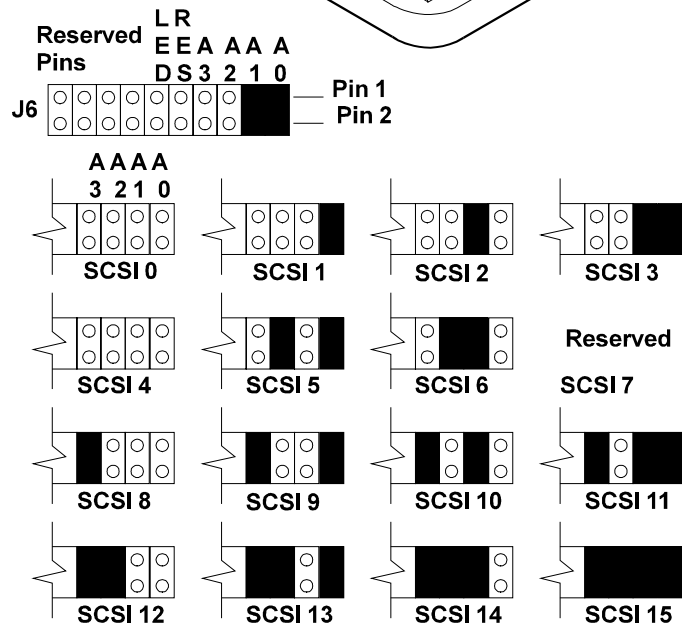 Reserved Pins
L R
E E A A A A
D S 3 2 1 0
J6
Pin 1
Pin 2
A A A A
3 2 1 0
SCSI 0 SCSI 1 SCSI 2 SCSI 3
Reserved
SCSI 4 SCSI 5 SCSI 6 SCSI 7
SCSI 8 SCSI 9 SCSI 10 SCSI 11
SCSI 12 SCSI 13 SCSI 14 SCSI 15